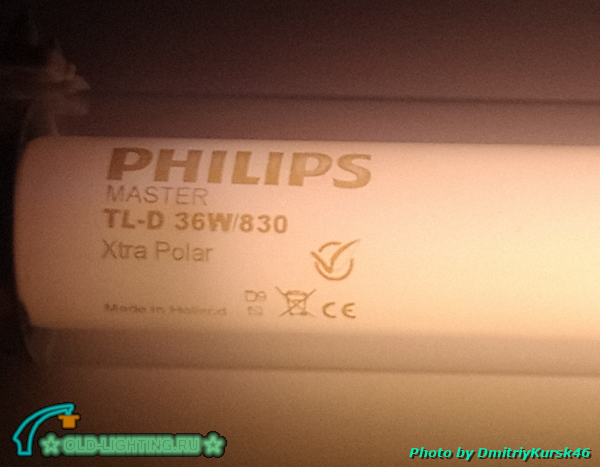 PHILIPS
MASTER
TL-D 36W/830
Xtra Polar
Made in Holland
D9
CE
☆ OLD-LIGHTING.RU ☆
Photo by DmitriyKursk46